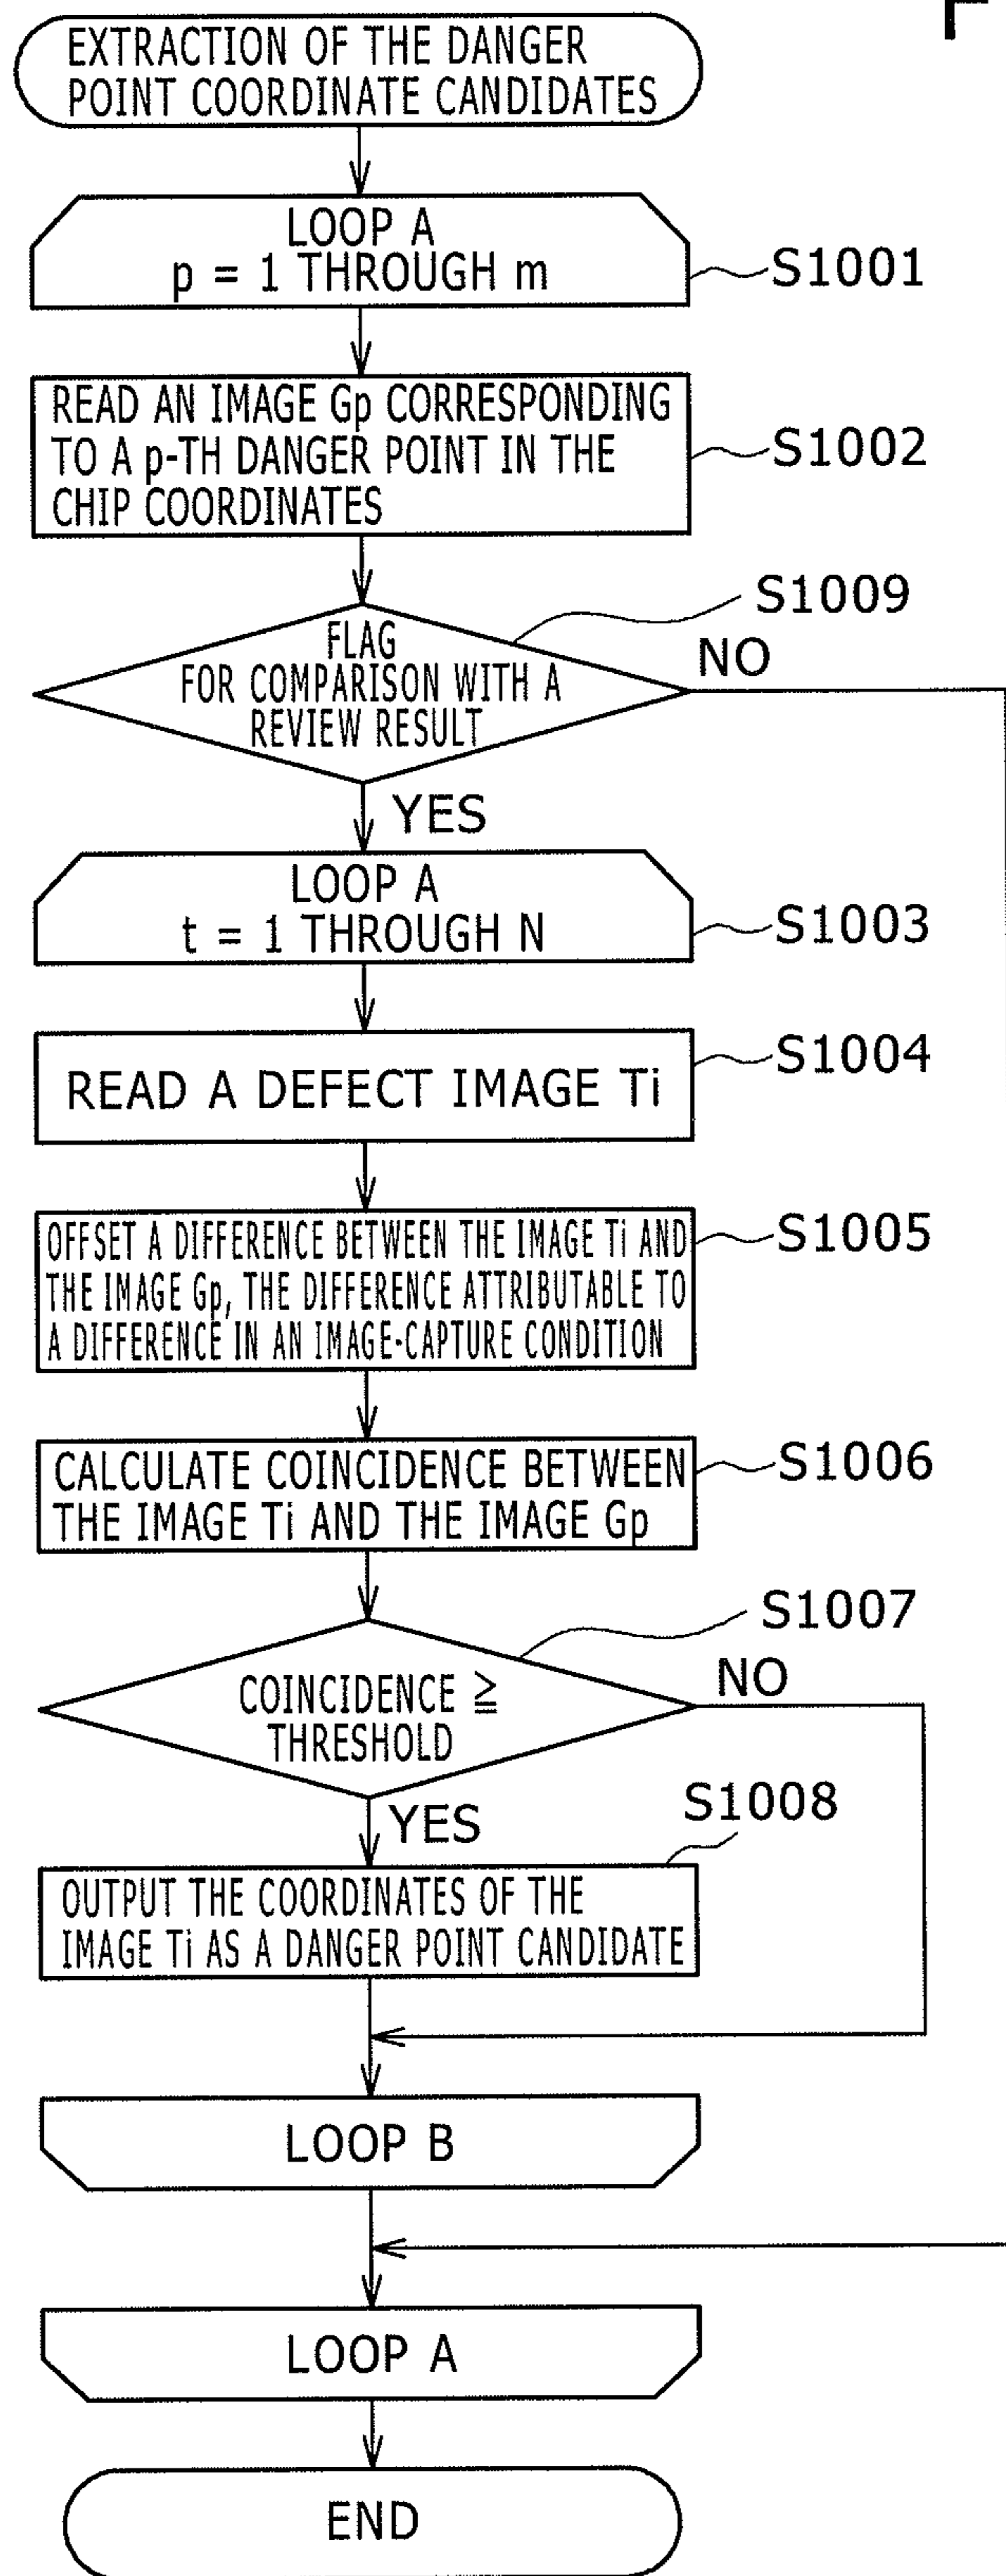 EXTRACTION OF THE DANGER
POINT COORDINATE CANDIDATES
LOOP A
p = 1 THROUGH m
S1001
READ AN IMAGE Gp CORRESPONDING
TO A p-TH DANGER POINT IN THE
CHIP COORDINATES
S1002
S1009
FLAG
FOR COMPARISON WITH A
REVIEW RESULT
NO
YES
LOOP A
t = 1 THROUGH N
S1003
READ A DEFECT IMAGE Ti
S1004
OFFSET A DIFFERENCE BETWEEN THE IMAGE Ti AND
THE IMAGE Gp, THE DIFFERENCE ATTRIBUTABLE TO
A DIFFERENCE IN AN IMAGE-CAPTURE CONDITION
S1005
CALCULATE COINCIDENCE BETWEEN
THE IMAGE Ti AND THE IMAGE Gp
S1006
S1007
COINCIDENCE ≧
THRESHOLD
NO
YES
S1008
OUTPUT THE COORDINATES OF THE
IMAGE Ti AS A DANGER POINT CANDIDATE
LOOP B
LOOP A
END